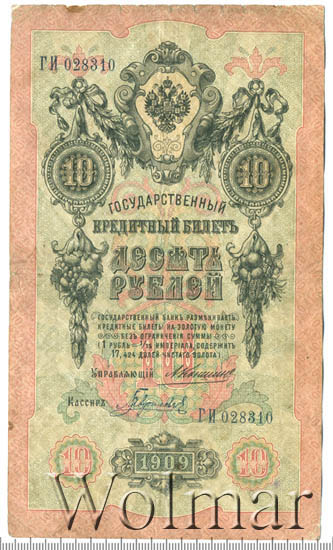 ГИ 028310
10 10
ГОСУДАРСТВЕННЫЙ
КРЕДИТНЫЙ БИЛЕТЪ
ДЕСЯТЬ
РУБЛЕЙ
ГОСУДАРСТВЕННЫЙ БАНКЪ РАЗМѢНИВАЕТЪ
КРЕДИТНЫЕ БИЛЕТЫ НА ЗОЛОТУЮ МОНЕТУ
БЕЗЪ ОГРАНИЧЕНІЯ СУММЫ
(1 РУБЛЬ = 1/15 ИМПЕРІАЛА, СОДЕРЖИТЪ
17,424 ДОЛЕЙ ЧИСТАГО ЗОЛОТА)
10
УПРАВЛЯЮЩІЙ
КАССИРЪ
ГИ 028310
10 1909 10
Wolmar